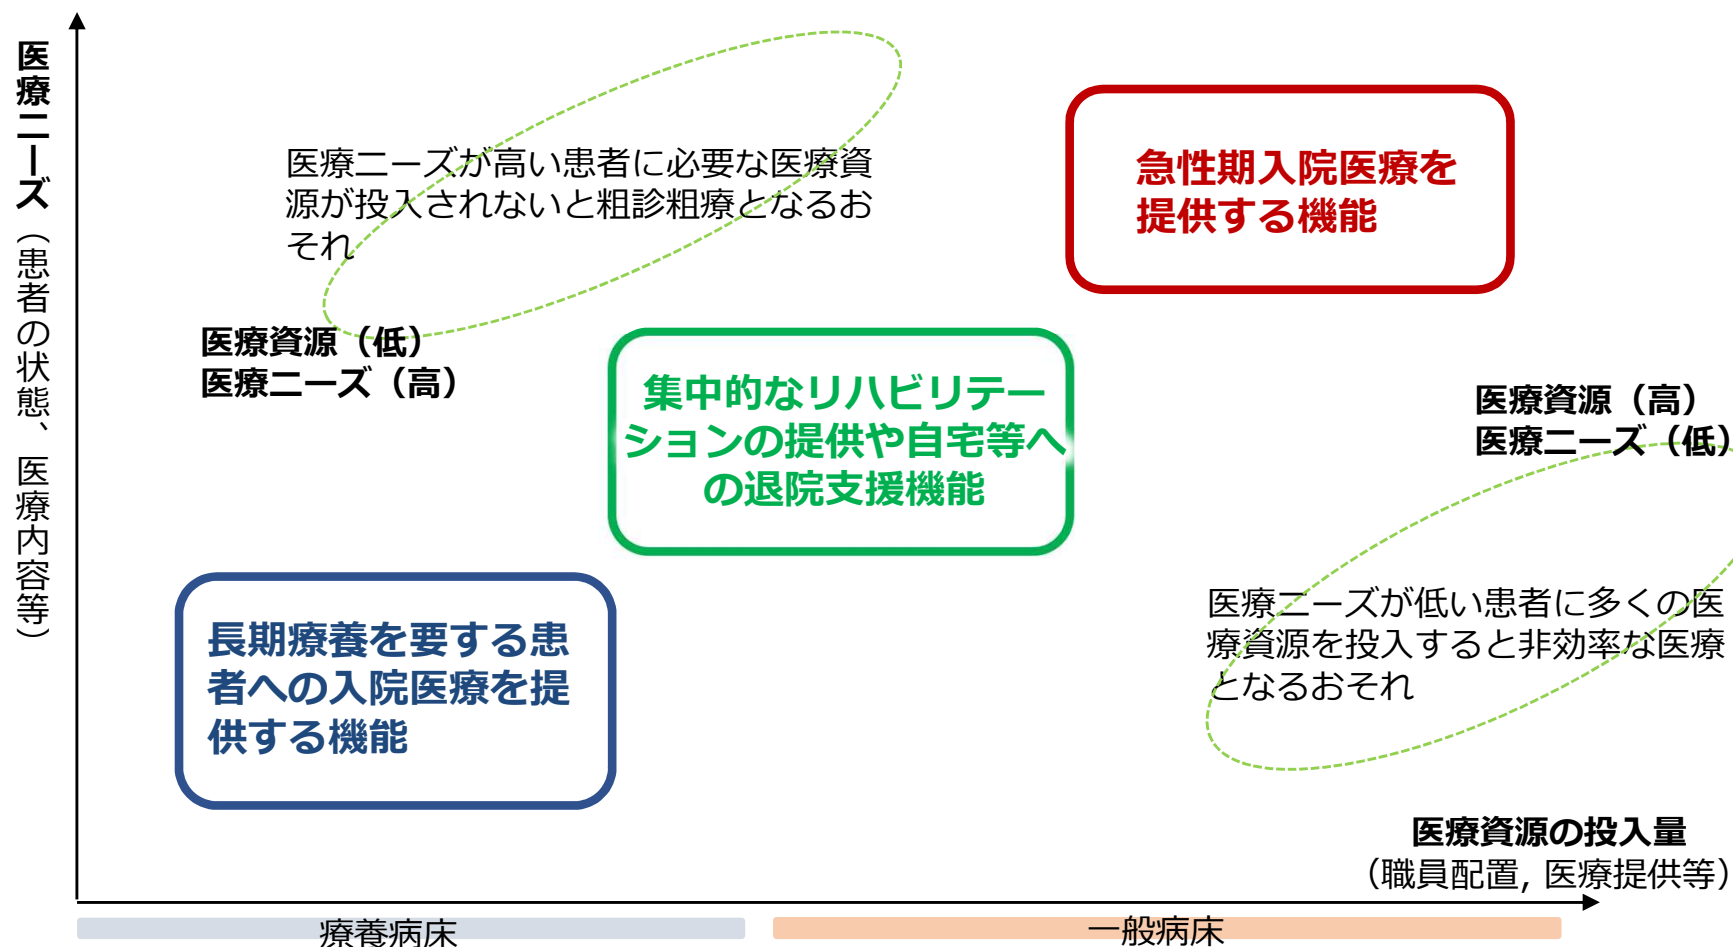 医療ニーズ（患者の状態、医療内容等）
医療ニーズが高い患者に必要な医療資
源が投入されないと粗診粗療となるお
それ
医療資源（低）
医療ニーズ（高）
急性期入院医療を
提供する機能
集中的なリハビリテー
ションの提供や自宅等へ
の退院支援機能
医療資源（高）
医療ニーズ（低）
医療ニーズが低い患者に多くの医
療資源を投入すると非効率な医療
となるおそれ
長期療養を要する患
者への入院医療を提
供する機能
医療資源の投入量
（職員配置, 医療提供等）
療養病床
一般病床